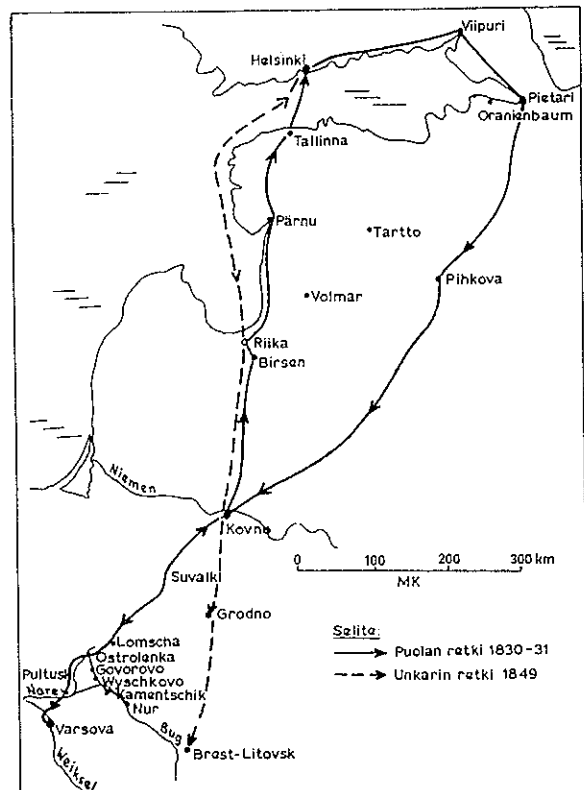 Viipuri
Helsinki
Pietari
Oranienbaum
Tallinna
Pärnu
Tartto
Pihkova
Volmar
Riika
Birsen
Niemen
Kovno
0 100 200 300 km
MK
Suvalki
Grodno
Selite:
Puolan retki 1830-31
Unkarin retki 1849
Lomscha
Ostrolenka
Govorovo
Pultusk
Wyschkovo
Narev
Kamentschik
Nur
Varsova
Bug
Brest-Litovsk
Weiksel